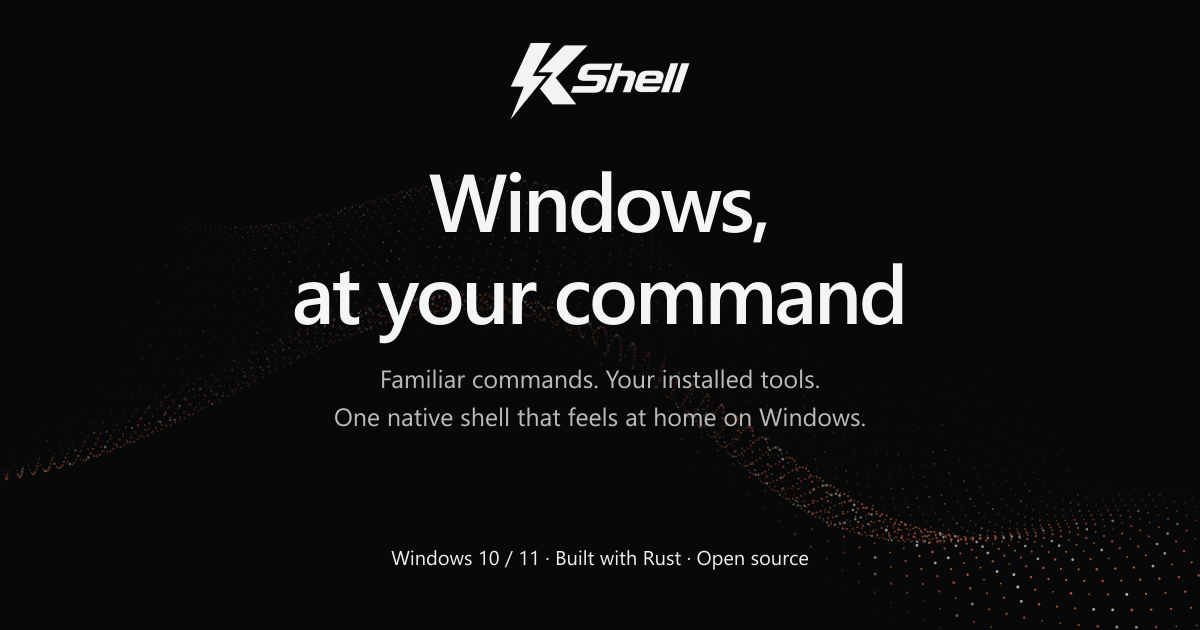 K Shell
Windows,
at your command
Familiar commands. Your installed tools.
One native shell that feels at home on Windows.
Windows 10 / 11 · Built with Rust · Open source